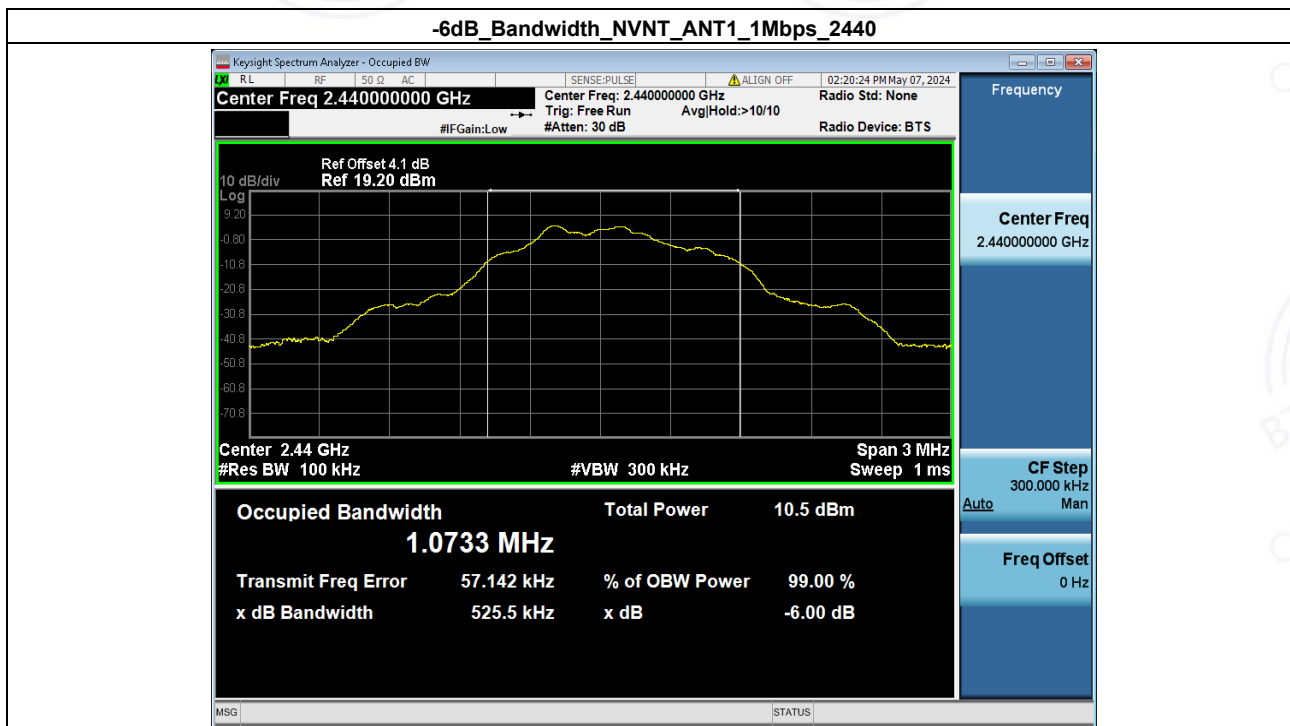 -6dB_Bandwidth_NVNT_ANT1_1Mbps_2440
Keysight Spectrum Analyzer - Occupied BW
LXI RL RF 50 Ω AC SENSE:PULSE ALIGN OFF 02:20:24 PM May 07, 2024
Center Freq 2.440000000 GHz
Center Freq: 2.440000000 GHz Radio Std: None
Trig: Free Run Avg|Hold:>10/10
#IFGain:Low #Atten: 30 dB Radio Device: BTS
Ref Offset 4.1 dB
10 dB/div Ref 19.20 dBm
Log
9.20
-0.80
-10.8
-20.8
-30.8
-40.8
-50.8
-60.8
-70.8
Center 2.44 GHz Span 3 MHz
#Res BW 100 kHz #VBW 300 kHz Sweep 1 ms
Occupied Bandwidth Total Power 10.5 dBm
1.0733 MHz
Transmit Freq Error 57.142 kHz % of OBW Power 99.00 %
x dB Bandwidth 525.5 kHz x dB -6.00 dB
Frequency
Center Freq
2.440000000 GHz
CF Step
300.000 kHz
Auto Man
Freq Offset
0 Hz
MSG STATUS